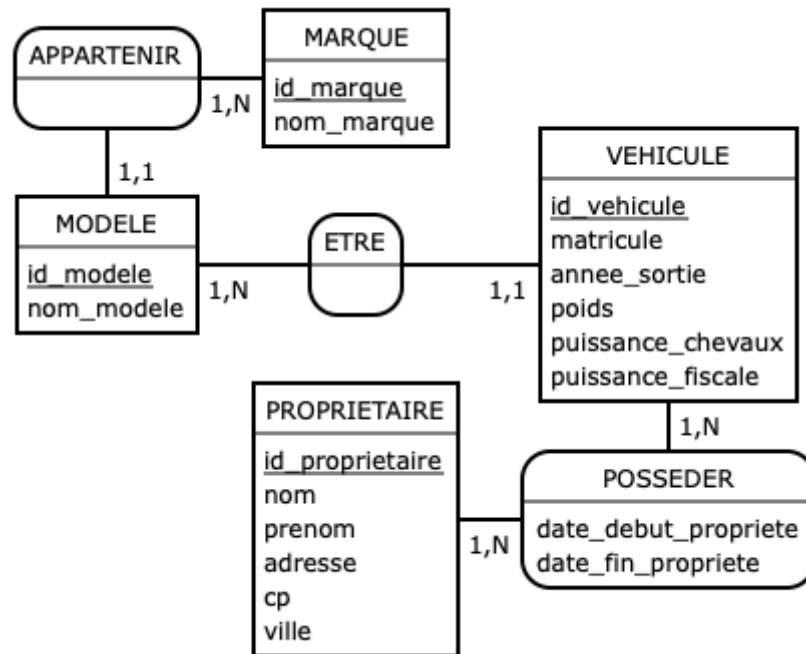 APPARTENIR
MARQUE
id_marque
nom_marque
1,N
1,1
MODELE
id_modele
nom_modele
1,N
ETRE
1,1
VEHICULE
id_vehicule
matricule
annee_sortie
poids
puissance_chevaux
puissance_fiscale
1,N
PROPRIETAIRE
id_proprietaire
nom
prenom
adresse
cp
ville
1,N
POSSEDER
date_debut_propriete
date_fin_propriete